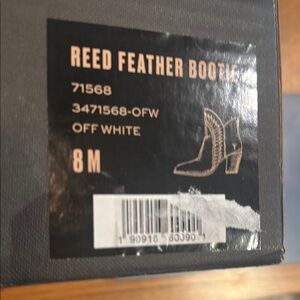 REED FEATHER BOOTIE
71568
3471568-OFW
OFF WHITE
8 M